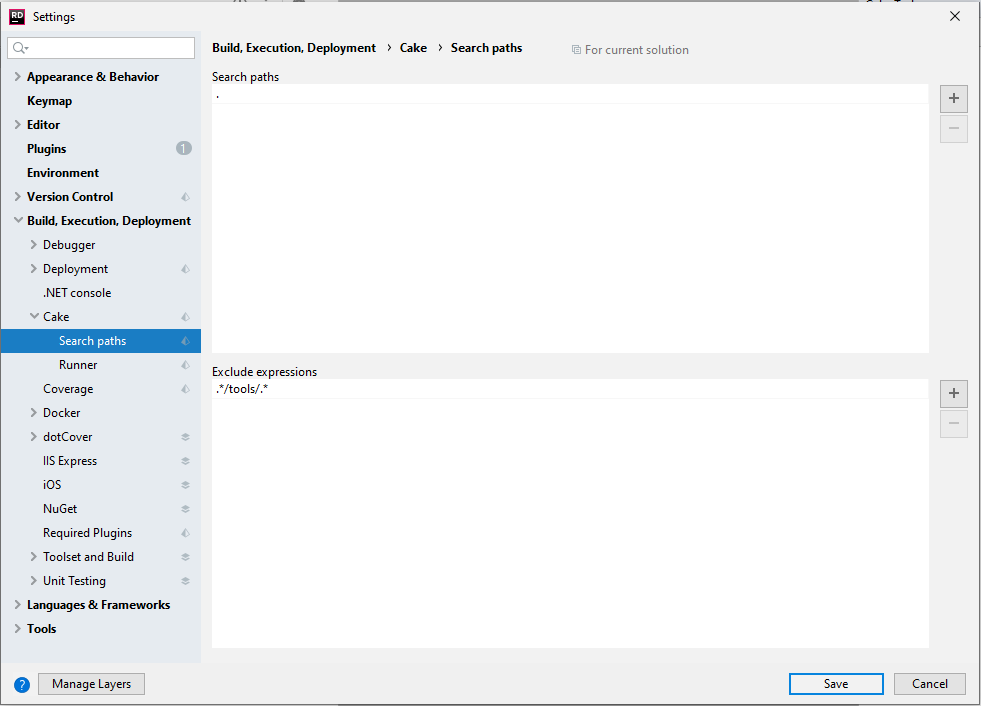 RD Settings
Build, Execution, Deployment › Cake › Search paths For current solution
Search paths
.
Exclude expressions
.*/tools/.*
Appearance & Behavior
Keymap
Editor
Plugins 1
Environment
Version Control
Build, Execution, Deployment
Debugger
Deployment
.NET console
Cake
Search paths
Runner
Coverage
Docker
dotCover
IIS Express
iOS
NuGet
Required Plugins
Toolset and Build
Unit Testing
Languages & Frameworks
Tools
? Manage Layers Save Cancel